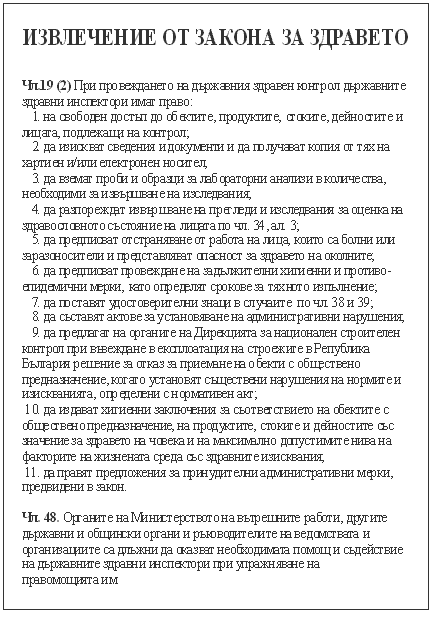 ИЗВЛЕЧЕНИЕ ОТ ЗАКОНА ЗА ЗДРАВЕТО
Чл.19 (2) При провеждането на държавния здравен контрол държавните
здравни инспектори имат право:
1. на свободен достъп до обектите, продуктите, стоките, дейностите и
лицата, подлежащи на контрол;
2. да изискват сведения и документи и да получават копия от тях на
хартиен и/или електронен носител;
3. да вземат проби и образци за лабораторни анализи в количества,
необходими за извършване на изследвания;
4. да разпореждат извършване на прегледи и изследвания за оценка на
здравословното състояние на лицата по чл. 34, ал. 3;
5. да предписват отстраняване от работа на лица, които са болни или
заразоносители и представляват опасност за здравето на околните;
6. да предписват провеждане на задължителни хигиенни и противо-
епидемични мерки, като определят срокове за тяхното изпълнение;
7. да поставят удостоверителни знаци в случаите по чл. 38 и 39;
8. да съставят актове за установяване на административни нарушения;
9. да предлагат на органите на Дирекцията за национален строителен
контрол при въвеждане в експлоатация на строежите в Република
България решение за отказ за приемане на обекти с обществено
предназначение, когато установят съществени нарушения на нормите и
изискванията, определени с нормативен акт;
10. да издават хигиенни заключения за съответствието на обектите с
обществено предназначение, на продуктите, стоките и дейностите със
значение за здравето на човека и на максимално допустимите нива на
факторите на жизнената среда със здравните изисквания;
11. да правят предложения за принудителни административни мерки,
предвидени в закон.
Чл. 48. Органите на Министерството на вътрешните работи, другите
държавни и общински органи и ръководителите на ведомствата и
организациите са длъжни да оказват необходимата помощ и съдействие
на държавните здравни инспектори при упражняване на
правомощията им